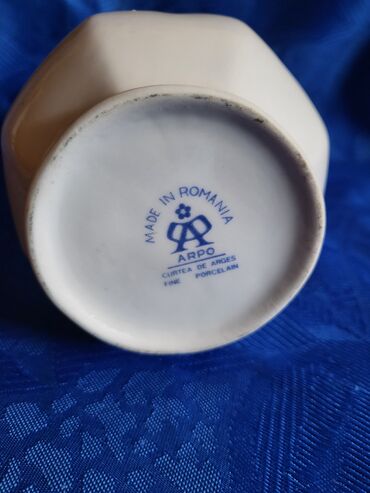 MADE IN ROMANIA
ARPO
CURTEA DE ARGES
FINE PORCELAIN